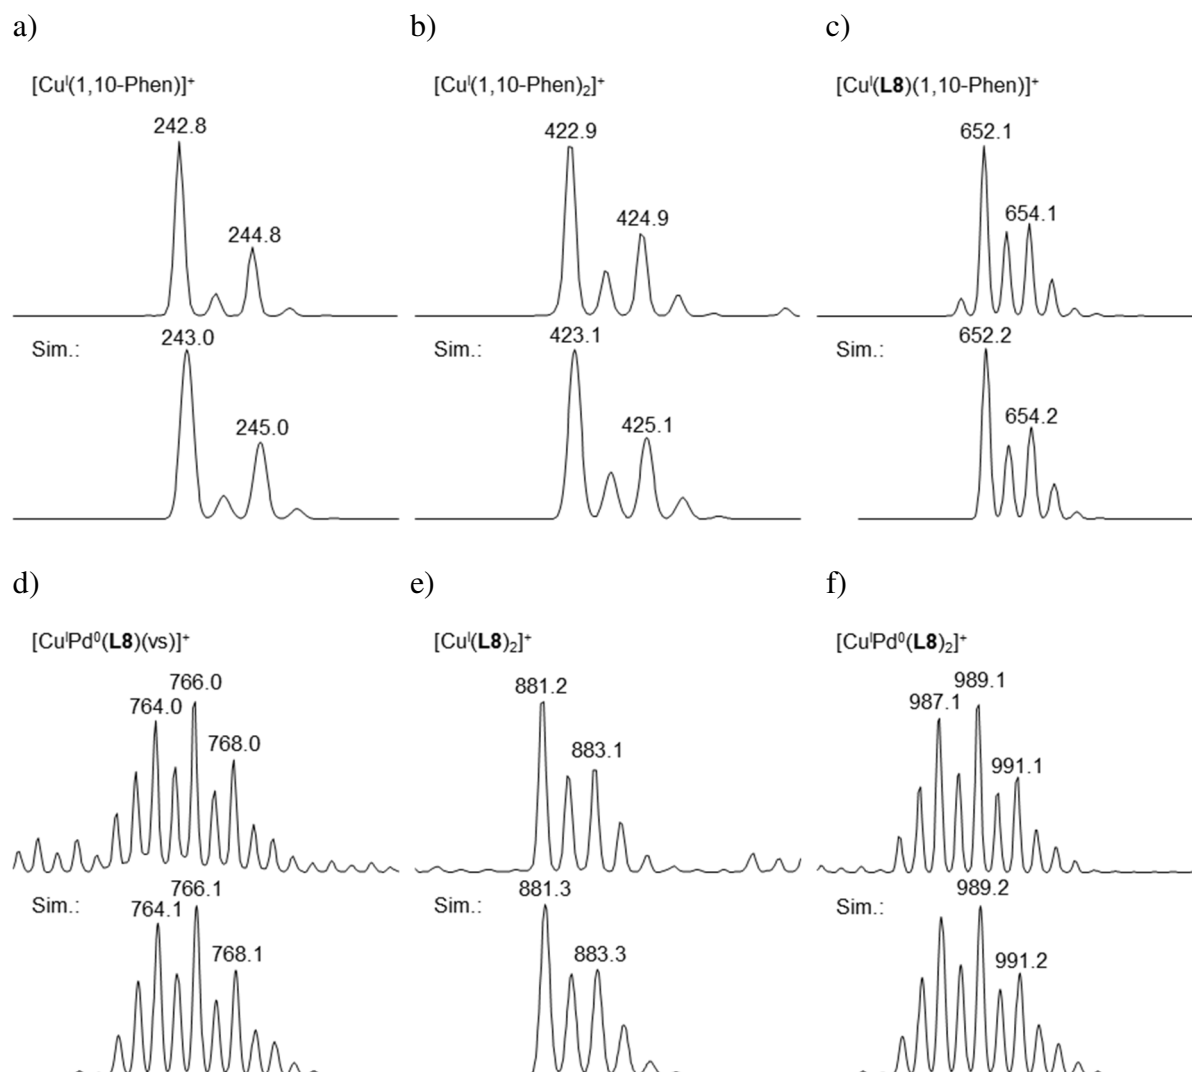 a)
[Cuᴵ(1,10-Phen)]⁺
242.8
244.8
Sim.:
243.0
245.0
b)
[Cuᴵ(1,10-Phen)₂]⁺
422.9
424.9
Sim.:
423.1
425.1
c)
[Cuᴵ(L8)(1,10-Phen)]⁺
652.1
654.1
Sim.:
652.2
654.2
d)
[CuᴵPd⁰(L8)(vs)]⁺
766.0
764.0
768.0
Sim.:
766.1
764.1
768.1
e)
[Cuᴵ(L8)₂]⁺
881.2
883.1
Sim.:
881.3
883.3
f)
[CuᴵPd⁰(L8)₂]⁺
989.1
987.1
991.1
Sim.:
989.2
991.2